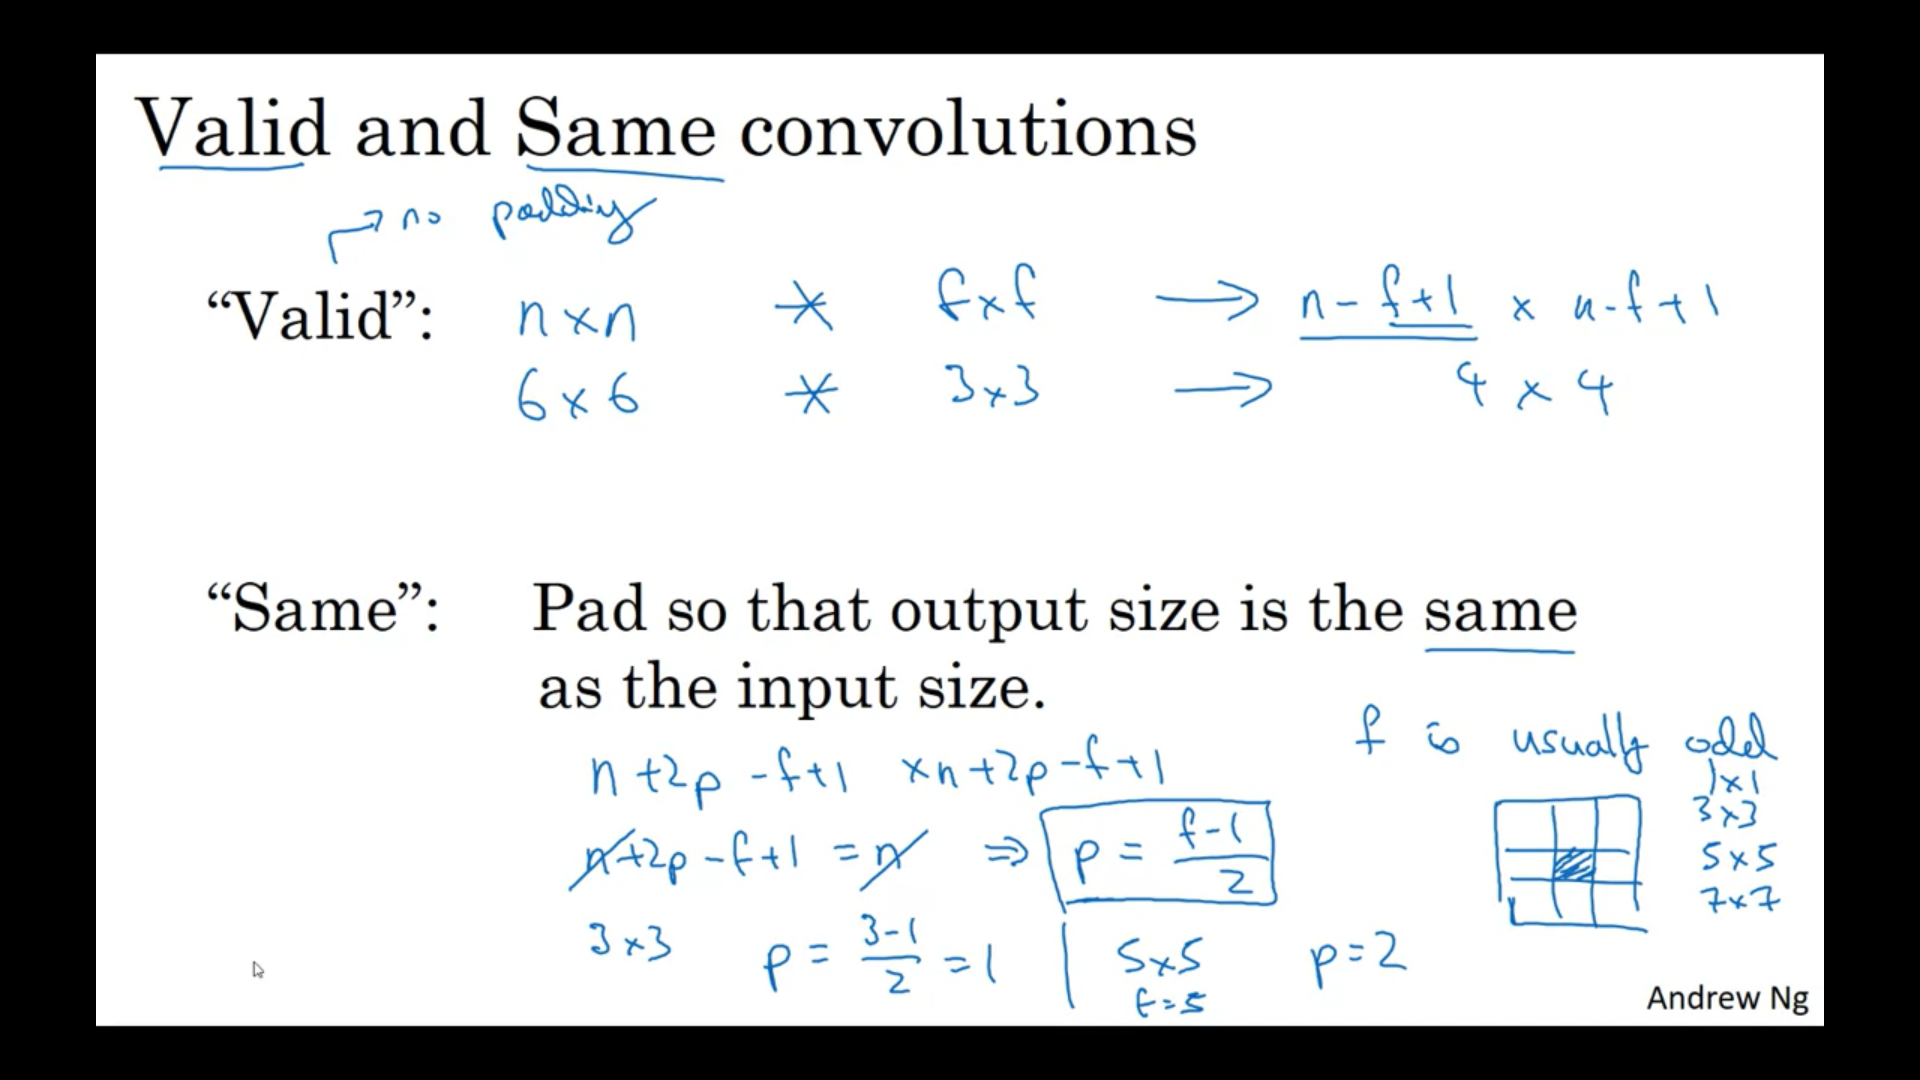 Valid and Same convolutions
→ no padding
“Valid”: n×n * f×f → n-f+1 × n-f+1
6×6 * 3×3 → 4 × 4
“Same”: Pad so that output size is the same
as the input size.
n+2p-f+1 ×n+2p-f+1
n+2p-f+1 = n ⇒ p = (f-1)/2
3×3 p = (3-1)/2 = 1 | 5×5 p=2
f=5
f is usually odd
1×1
3×3
5×5
7×7
Andrew Ng